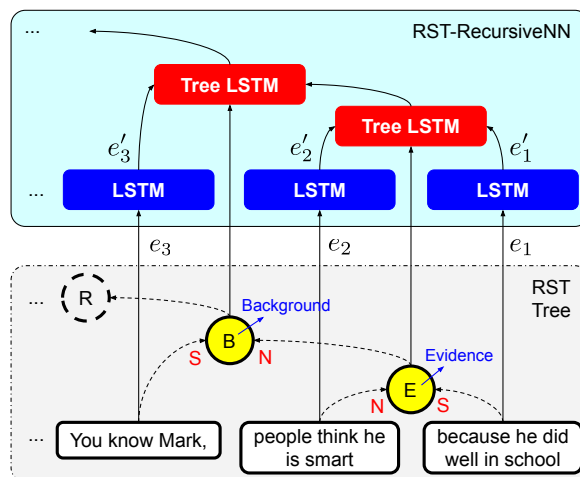 ... RST-RecursiveNN
Tree LSTM
Tree LSTM
e′3 e′2 e′1
... LSTM LSTM LSTM
e3 e2 e1
... R RST
Tree
Background
B
S N
Evidence
E
N S
... You know Mark, people think he
is smart because he did
well in school